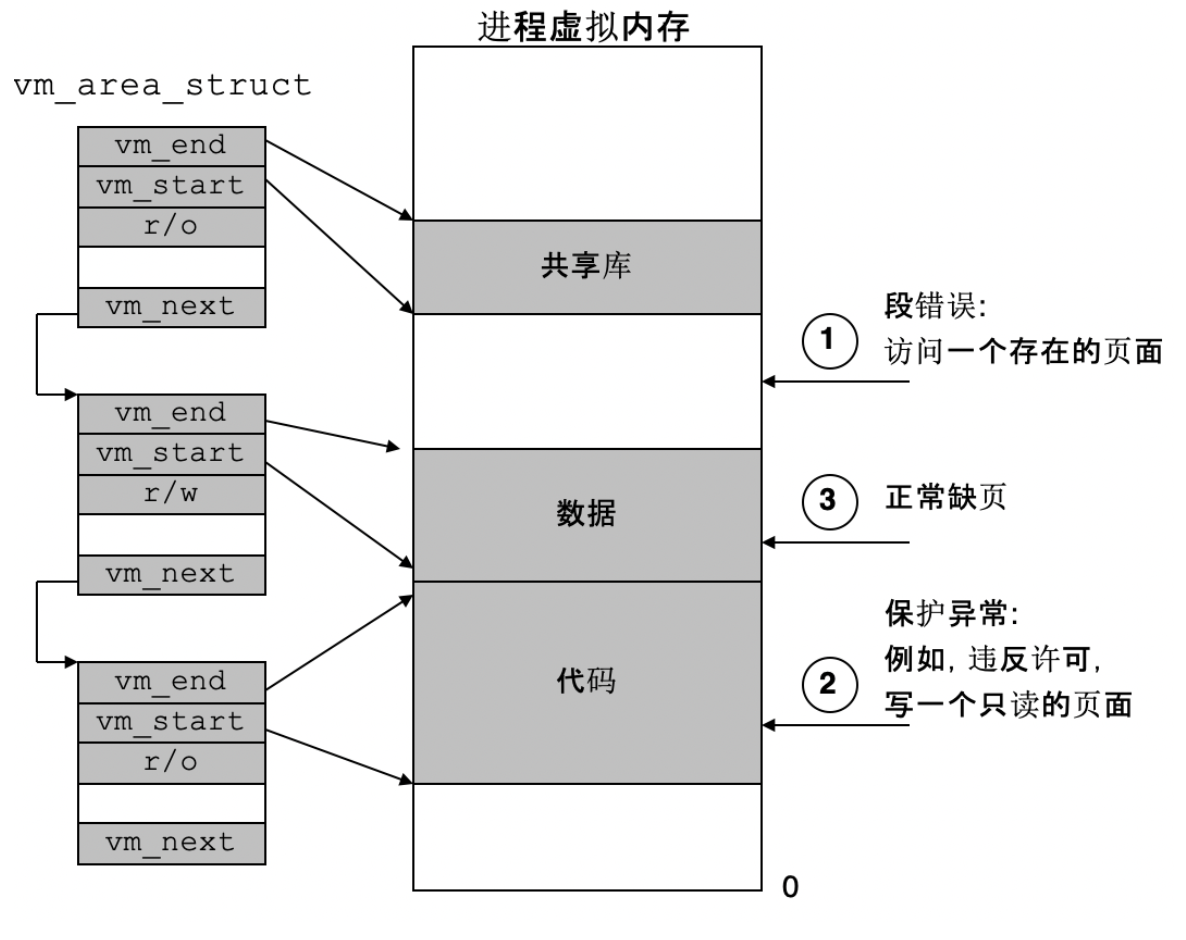 进程虚拟内存
vm_area_struct
vm_end
vm_start
r/o
vm_next
vm_end
vm_start
r/w
vm_next
vm_end
vm_start
r/o
vm_next
共享库
数据
代码
0
1
段错误:
访问一个存在的页面
3
正常缺页
2
保护异常:
例如, 违反许可,
写一个只读的页面